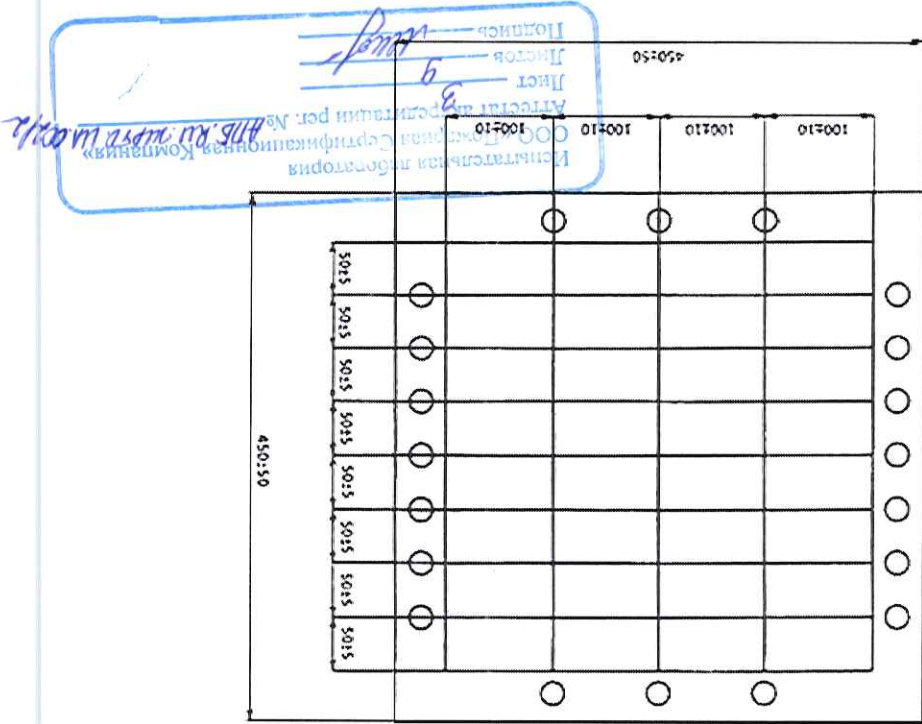 Испытательная лаборатория
ООО «Пожарная Сертификационная Компания»
Аттестат аккредитации рег. №
Лист 3
Листов 9
Подпись
450±50
100±10 100±10 100±10 100±10
450±50
50±5
50±5
50±5
50±5
50±5
50±5
50±5
50±5